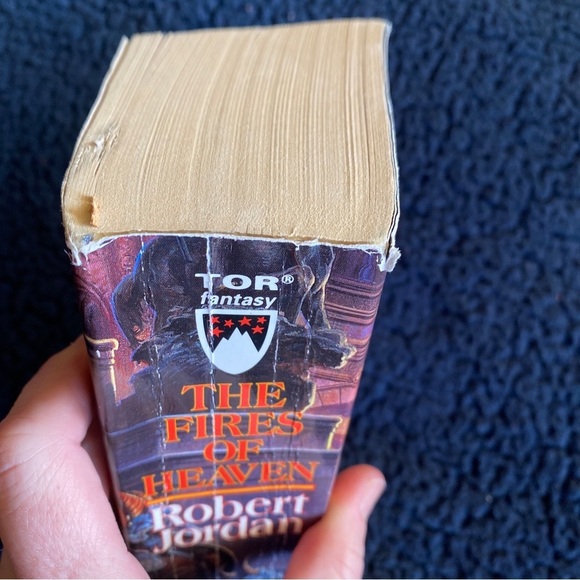 TOR®
fantasy
THE
FIRES
OF
HEAVEN
Robert
Jordan